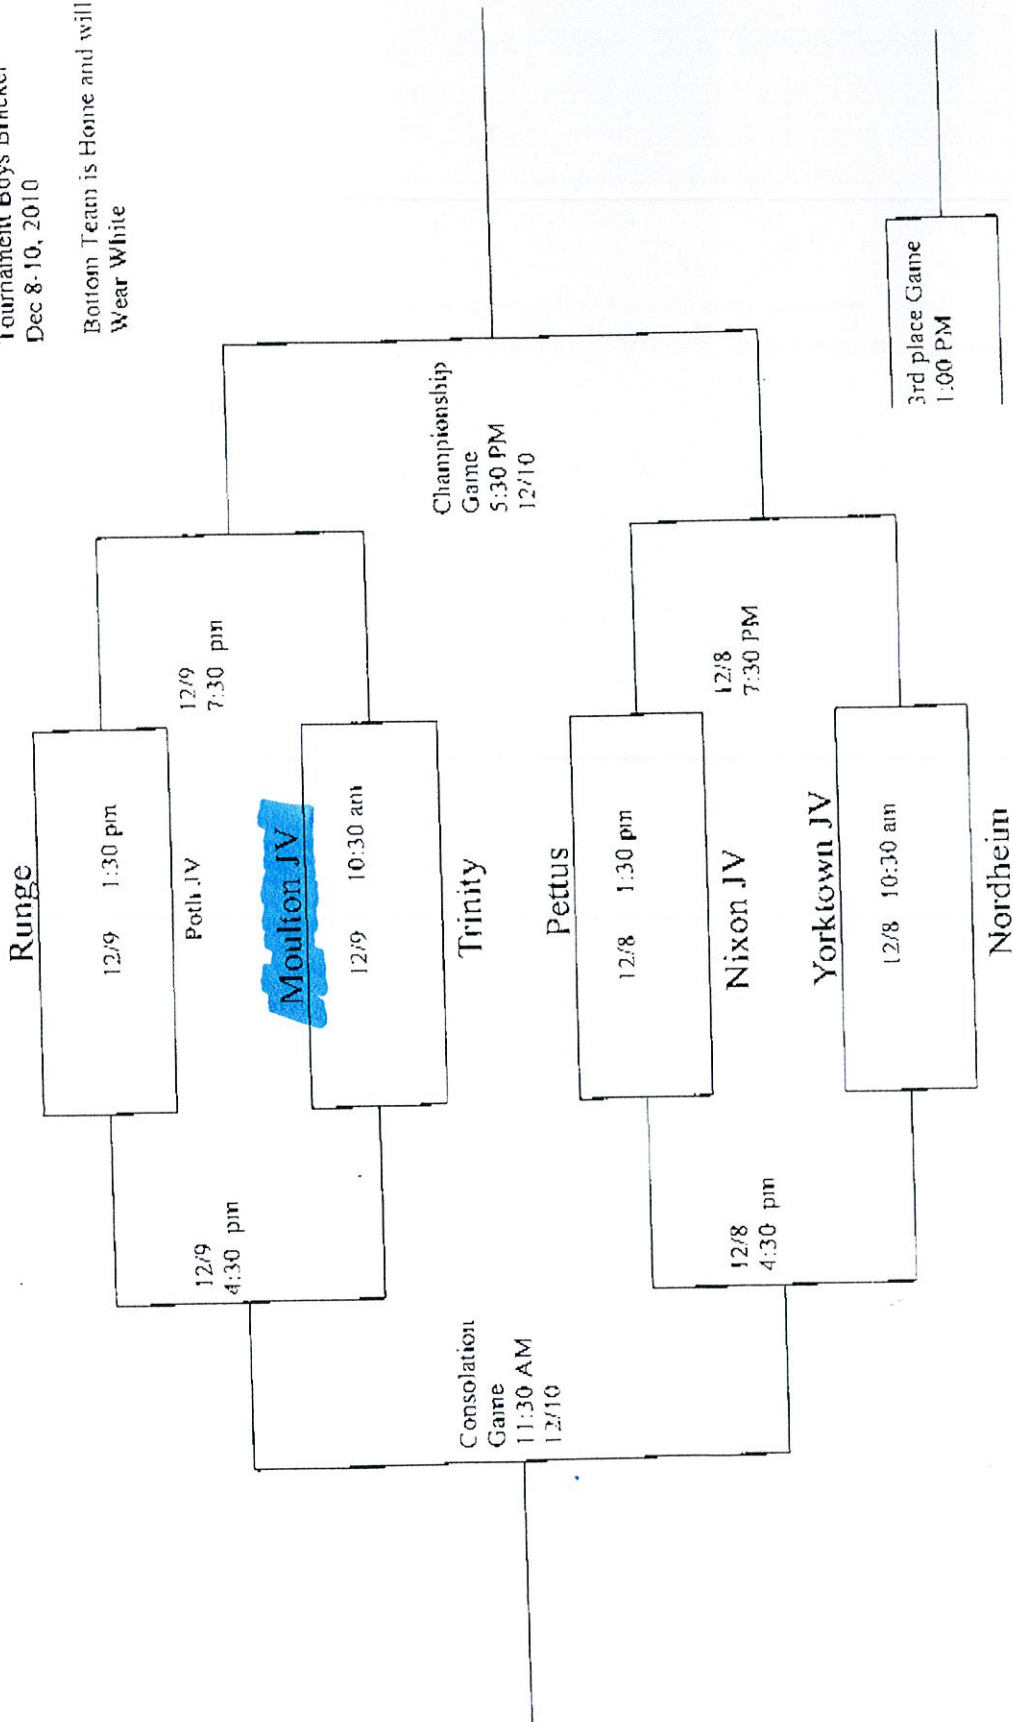 Tournament Boys Bracket
Dec 8-10, 2010
Bottom Team is Home and will
Wear White
Runge
12/9 1:30 pm
Poth JV
12/9
7:30 pm
12/9
4:30 pm
Moulton JV
12/9 10:30 am
Trinity
Championship
Game
5:30 PM
12/10
Consolation
Game
11:30 AM
12/10
Pettus
12/8 1:30 pm
Nixon JV
12/8
7:30 PM
12/8
4:30 pm
Yorktown JV
12/8 10:30 am
Nordheim
3rd place Game
1:00 PM